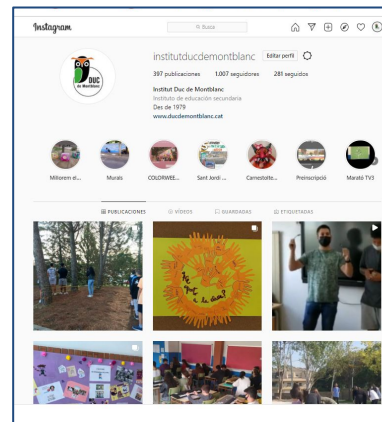 Instagram
Busca
institutducdemontblanc Editar perfil
397 publicaciones 1.007 seguidores 281 seguidos
Institut Duc de Montblanc
Instituto de educación secundaria
Des de 1979
www.ducdemontblanc.cat
DUC
de Montblanc
Millorem el... Murals COLORWEE... Sant Jordi ... Carnestolte... Preinscripció Marató TV3
PUBLICACIONES VÍDEOS GUARDADAS ETIQUETADAS